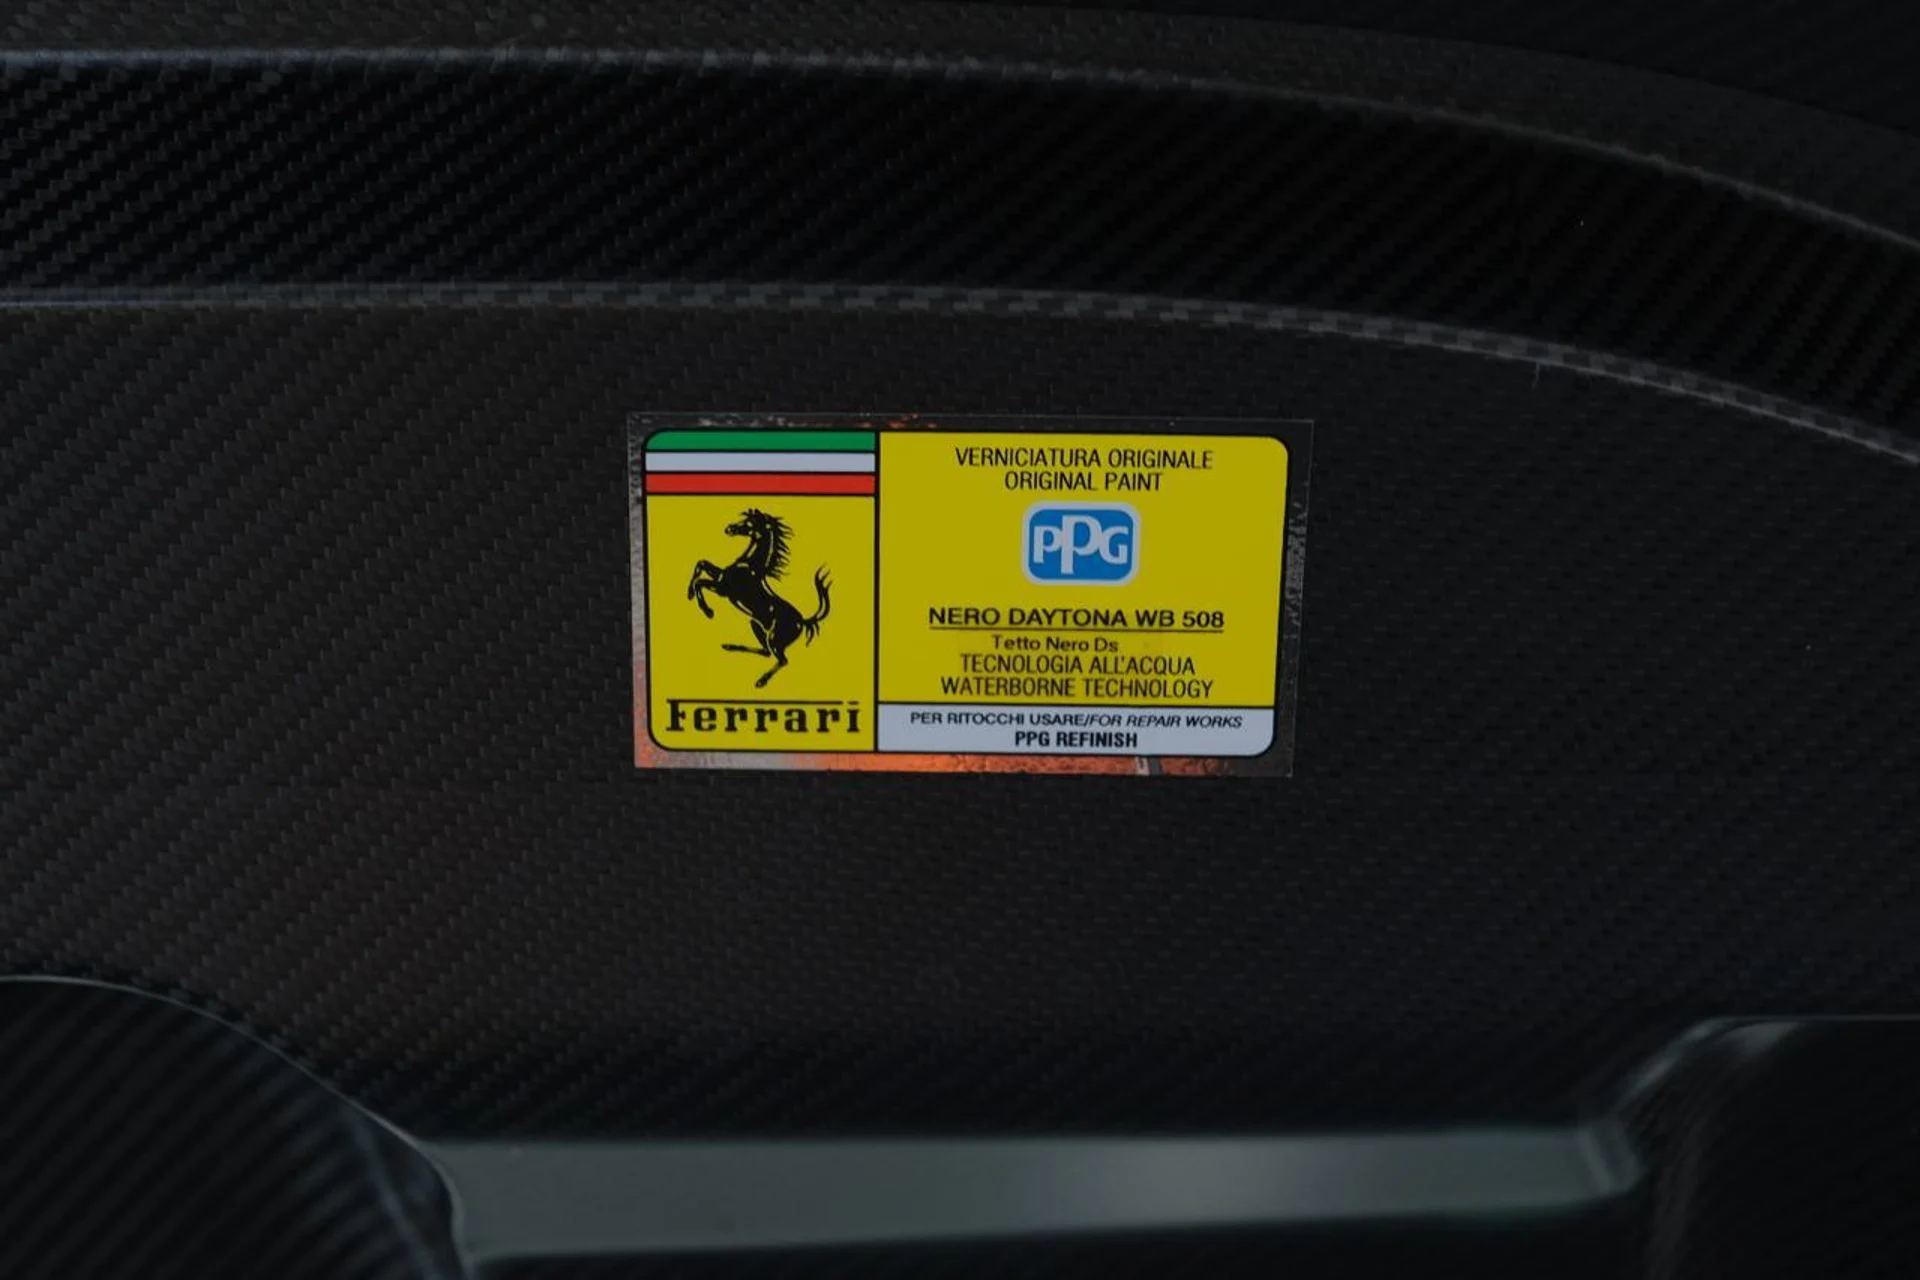 Ferrari
VERNICIATURA ORIGINALE
ORIGINAL PAINT
PPG
NERO DAYTONA WB 508
Tetto Nero Ds
TECNOLOGIA ALL'ACQUA
WATERBORNE TECHNOLOGY
PER RITOCCHI USARE/FOR REPAIR WORKS
PPG REFINISH